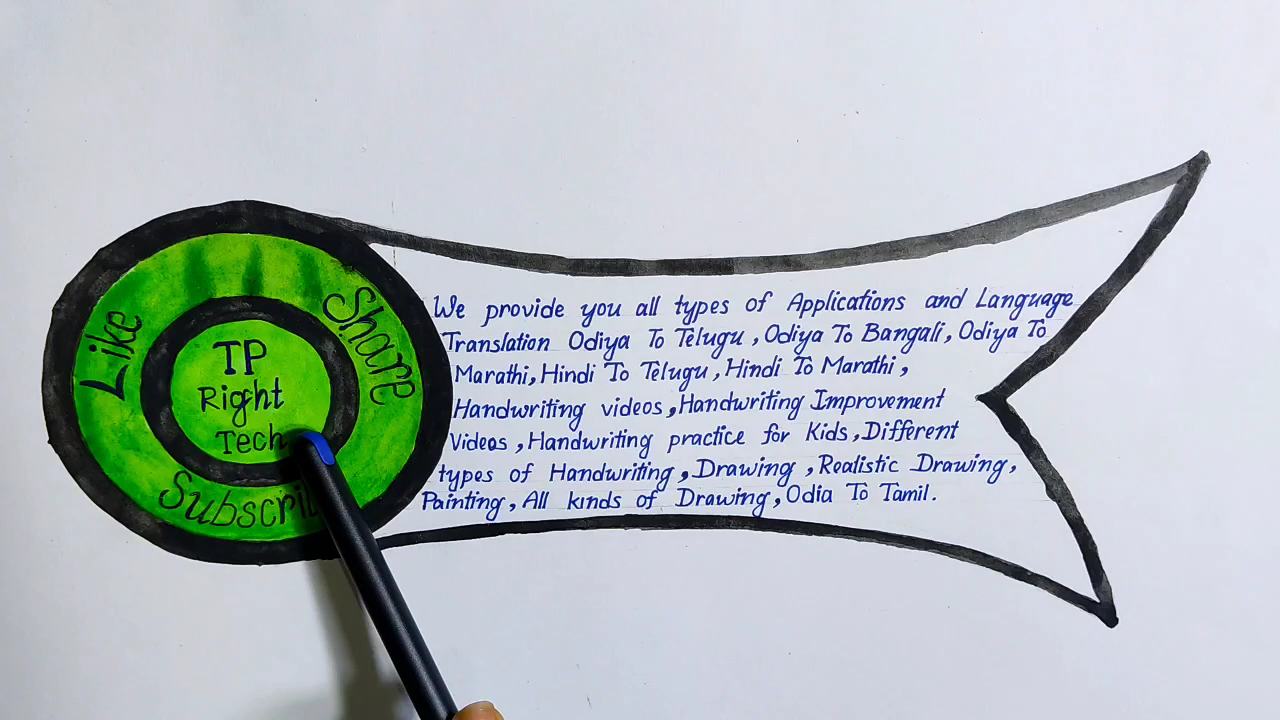 Like
Share
TP
Right
Tech
We provide you all types of Applications and Language
Translation Odiya To Telugu, Odiya To Bangali, Odiya To
Marathi, Hindi To Telugu, Hindi To Marathi,
Handwriting videos, Handwriting Improvement
Videos, Handwriting practice for Kids, Different
types of Handwriting, Drawing, Realistic Drawing,
Painting, All kinds of Drawing, Odia To Tamil.